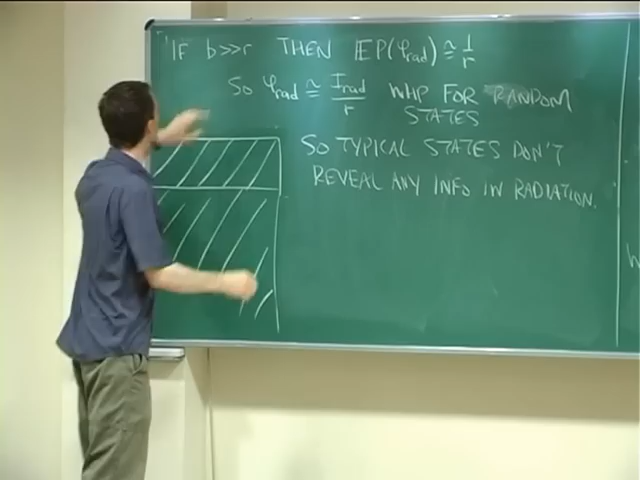 IF b>>r THEN 𝔼P(φrad) ≅ 1/r
So φrad ≅ Irad/r WHP FOR RANDOM
STATES
SO TYPICAL STATES DON'T
REVEAL ANY INFO IN RADIATION.